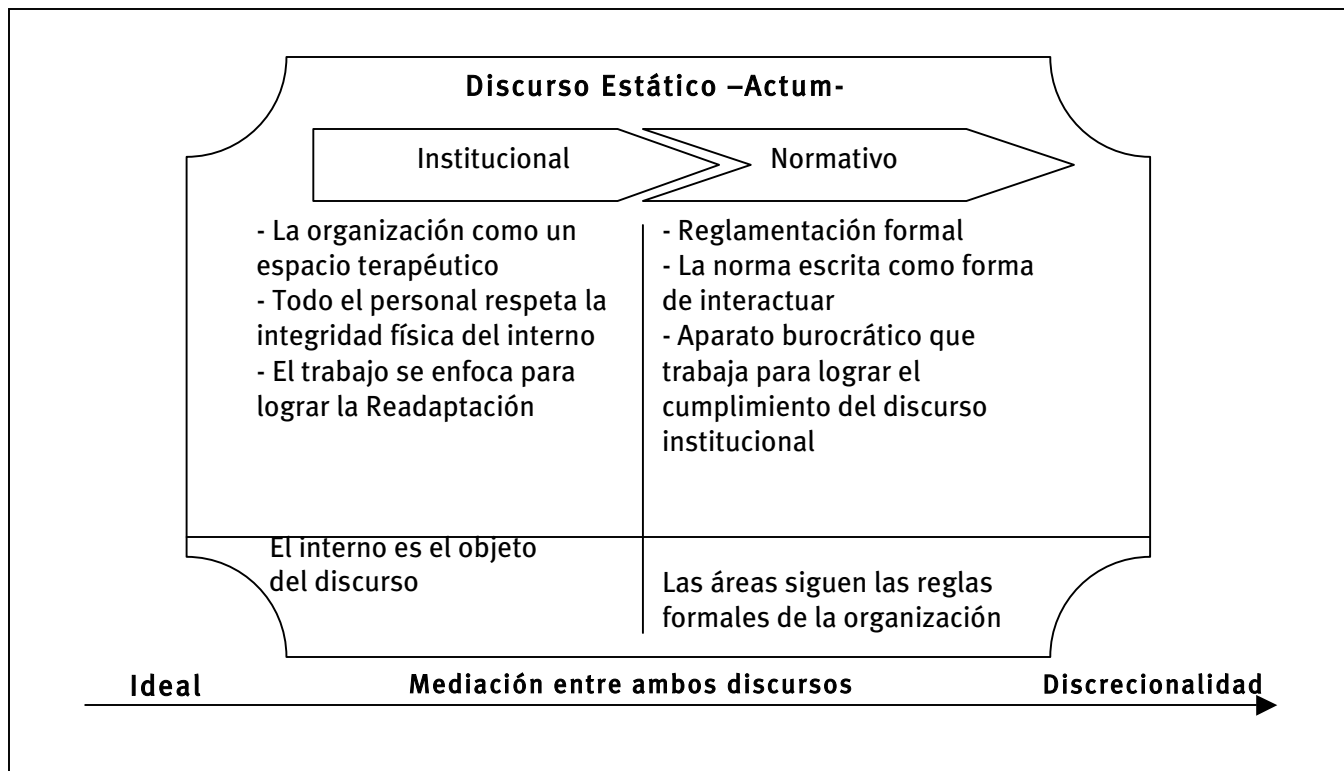 Discurso Estático –Actum-
Institucional
Normativo
- La organización como un
espacio terapéutico
- Todo el personal respeta la
integridad física del interno
- El trabajo se enfoca para
lograr la Readaptación
- Reglamentación formal
- La norma escrita como forma
de interactuar
- Aparato burocrático que
trabaja para lograr el
cumplimiento del discurso
institucional
El interno es el objeto
del discurso
Las áreas siguen las reglas
formales de la organización
Ideal
Mediación entre ambos discursos
Discrecionalidad